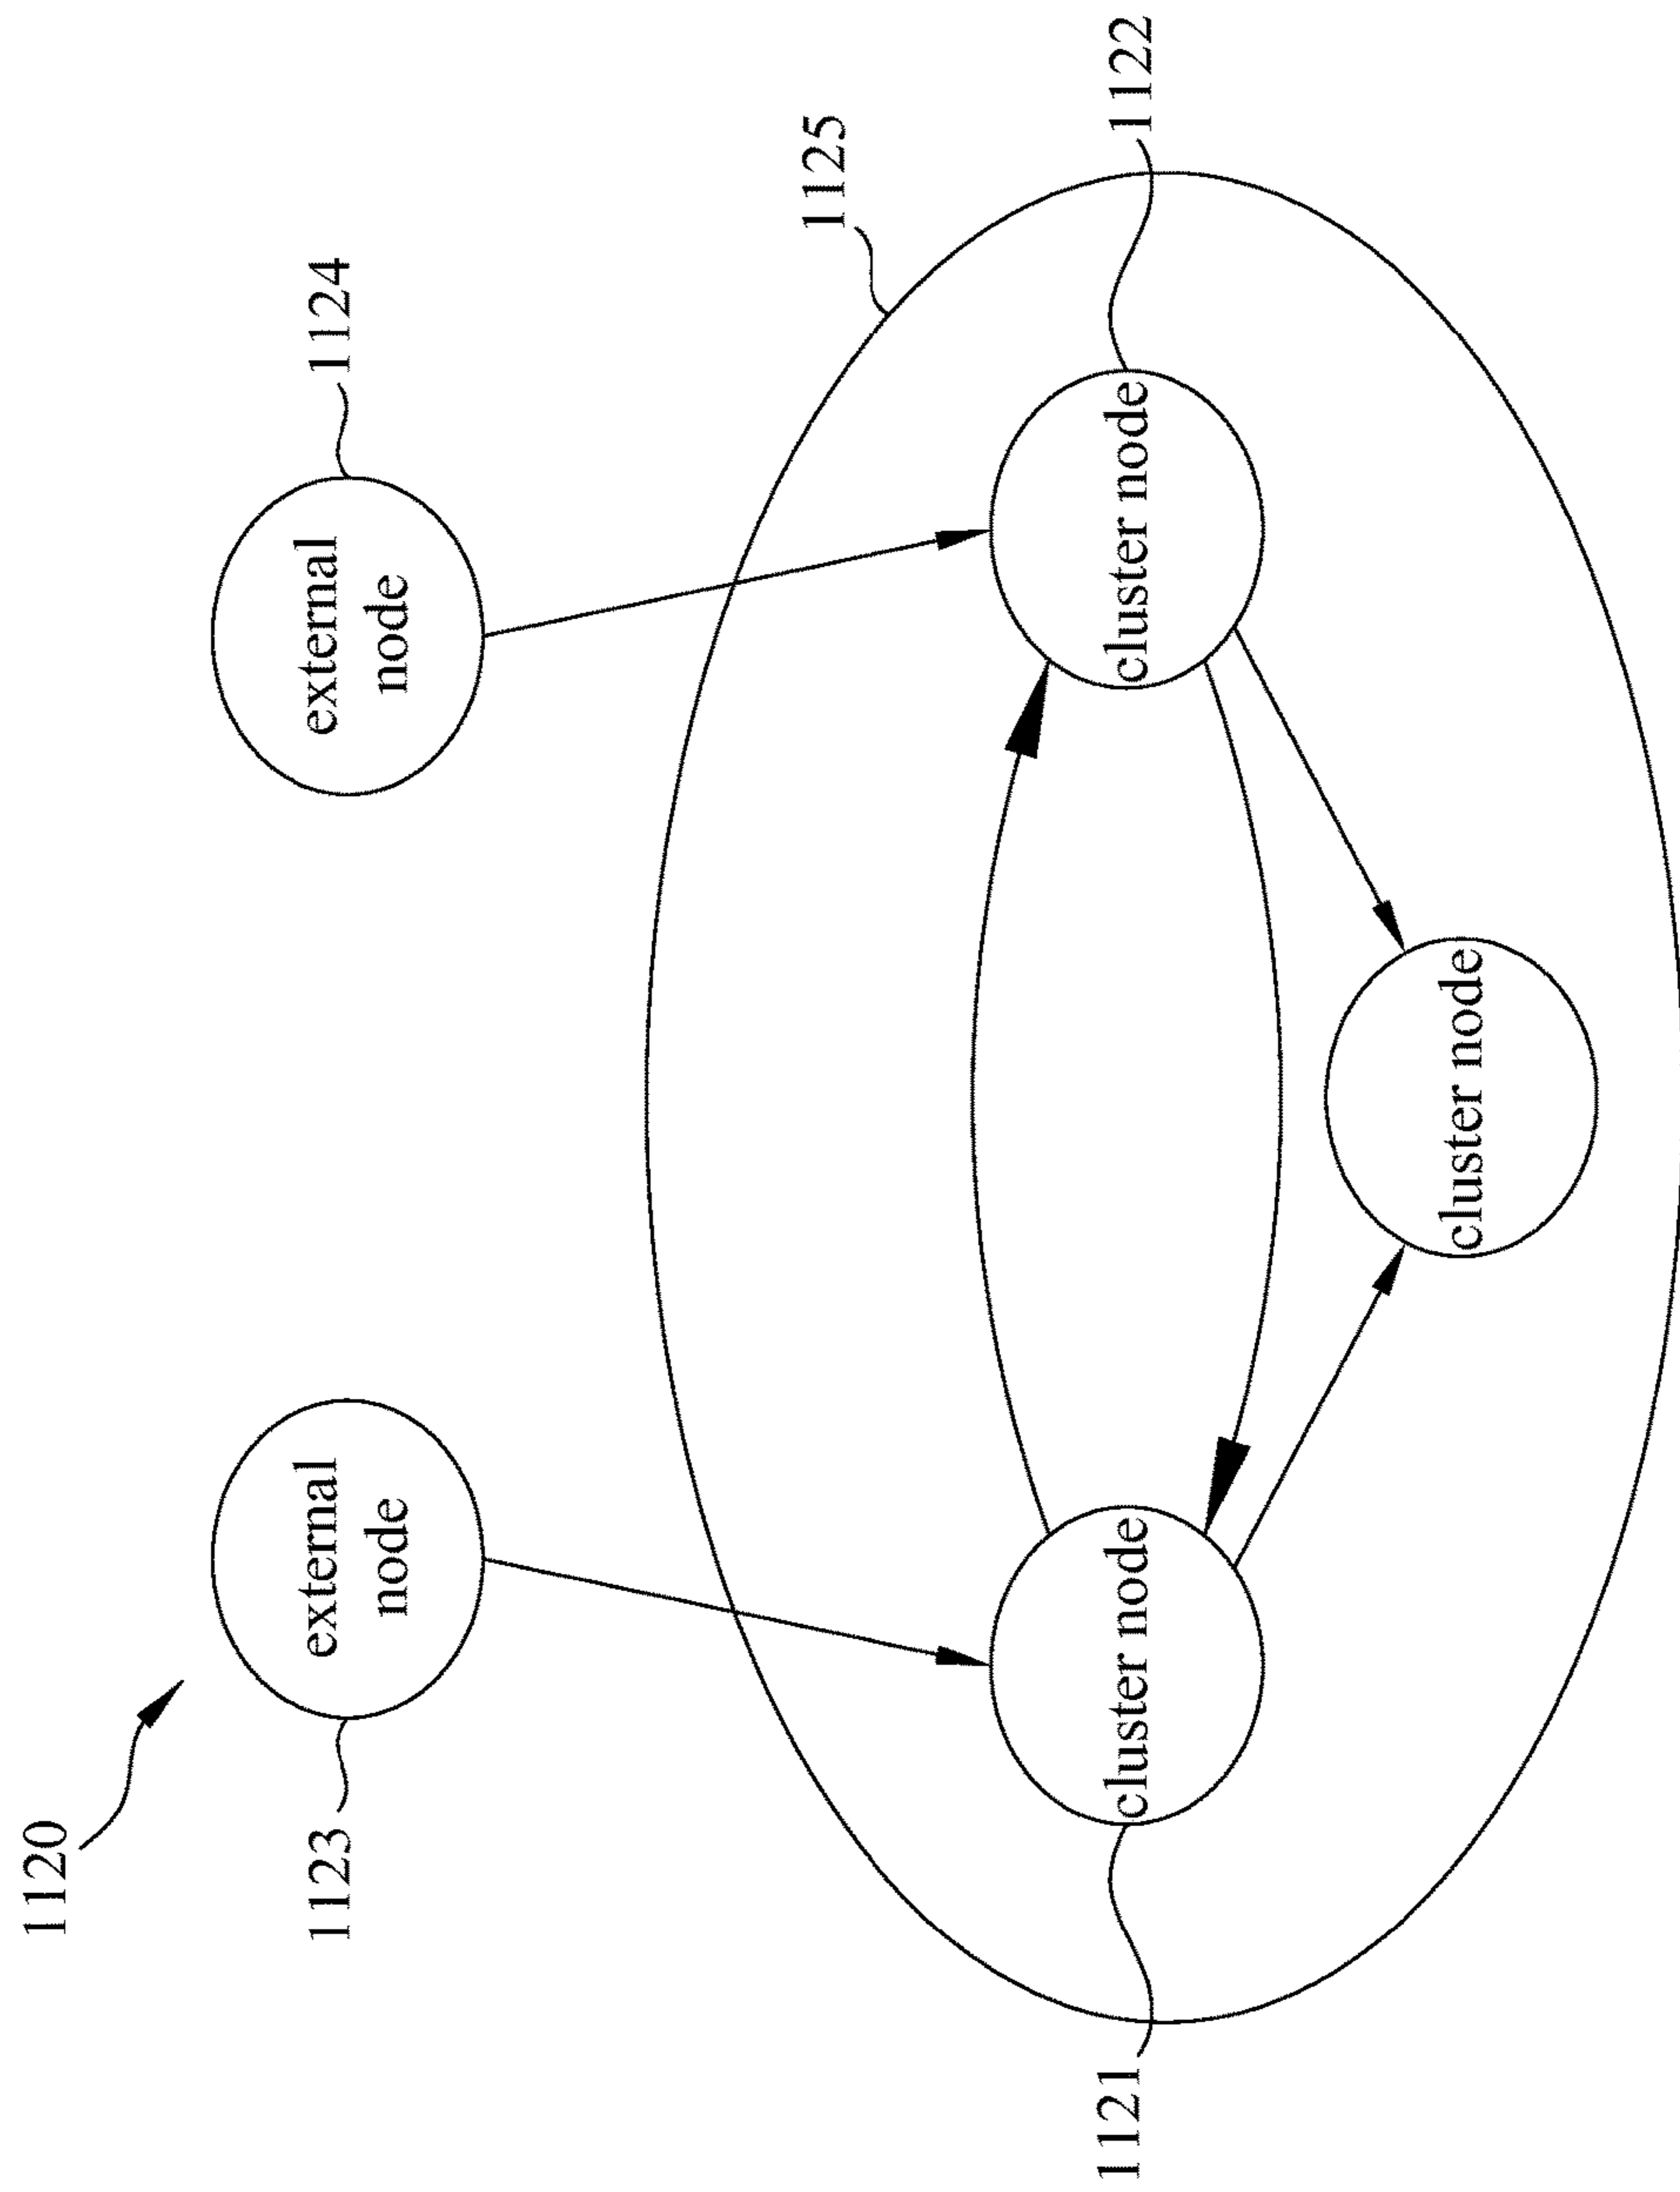 1120
1123
external
node
external
node
1124
1125
1121
cluster node
cluster node
1122
cluster node